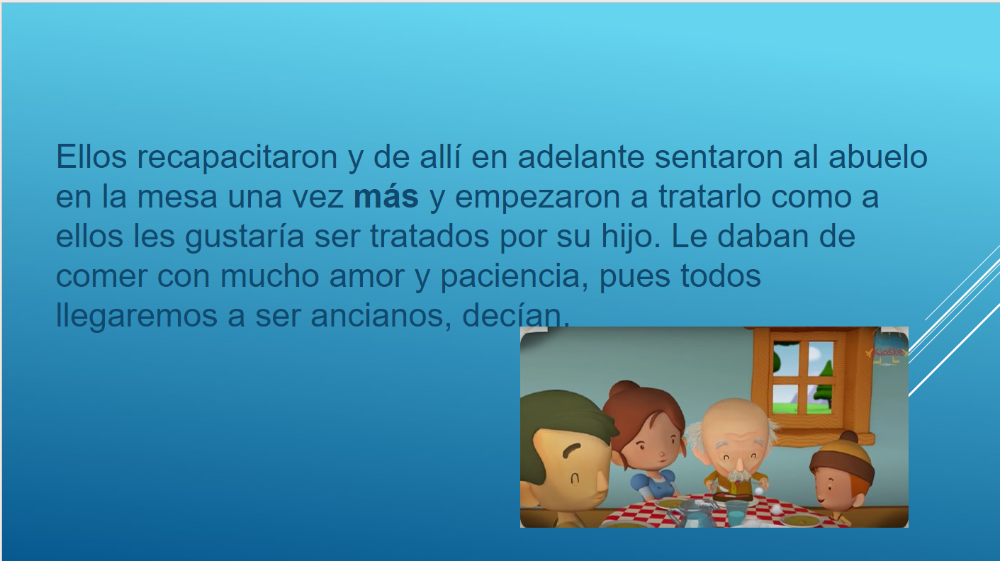 Ellos recapacitaron y de allí en adelante sentaron al abuelo
en la mesa una vez más y empezaron a tratarlo como a
ellos les gustaría ser tratados por su hijo. Le daban de
comer con mucho amor y paciencia, pues todos
llegaremos a ser ancianos, decían.
Kioske